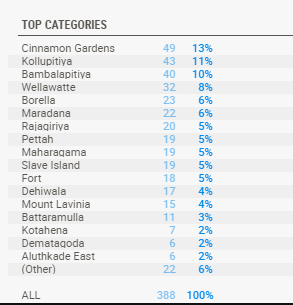 TOP CATEGORIES
Cinnamon Gardens 49 13%
Kollupitiya 43 11%
Bambalapitiya 40 10%
Wellawatte 32 8%
Borella 23 6%
Maradana 22 6%
Rajagiriya 20 5%
Pettah 19 5%
Maharagama 19 5%
Slave Island 19 5%
Fort 18 5%
Dehiwala 17 4%
Mount Lavinia 15 4%
Battaramulla 11 3%
Kotahena 7 2%
Dematagoda 6 2%
Aluthkade East 6 2%
(Other) 22 6%
ALL 388 100%